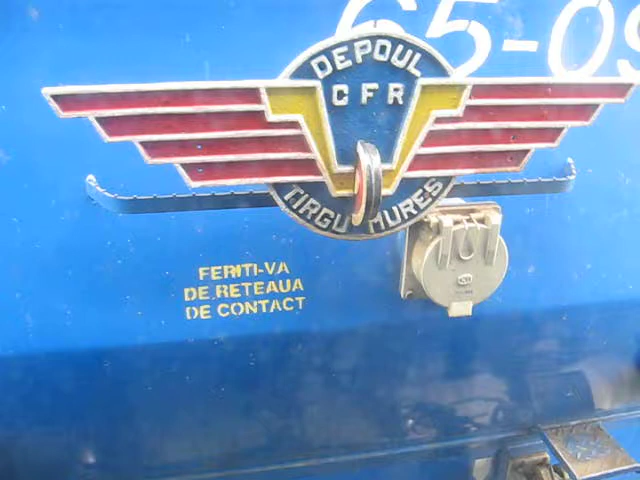 65-09
DEPOUL
CFR
TIRGU MURES
FERITI-VA
DE RETEAUA
DE CONTACT